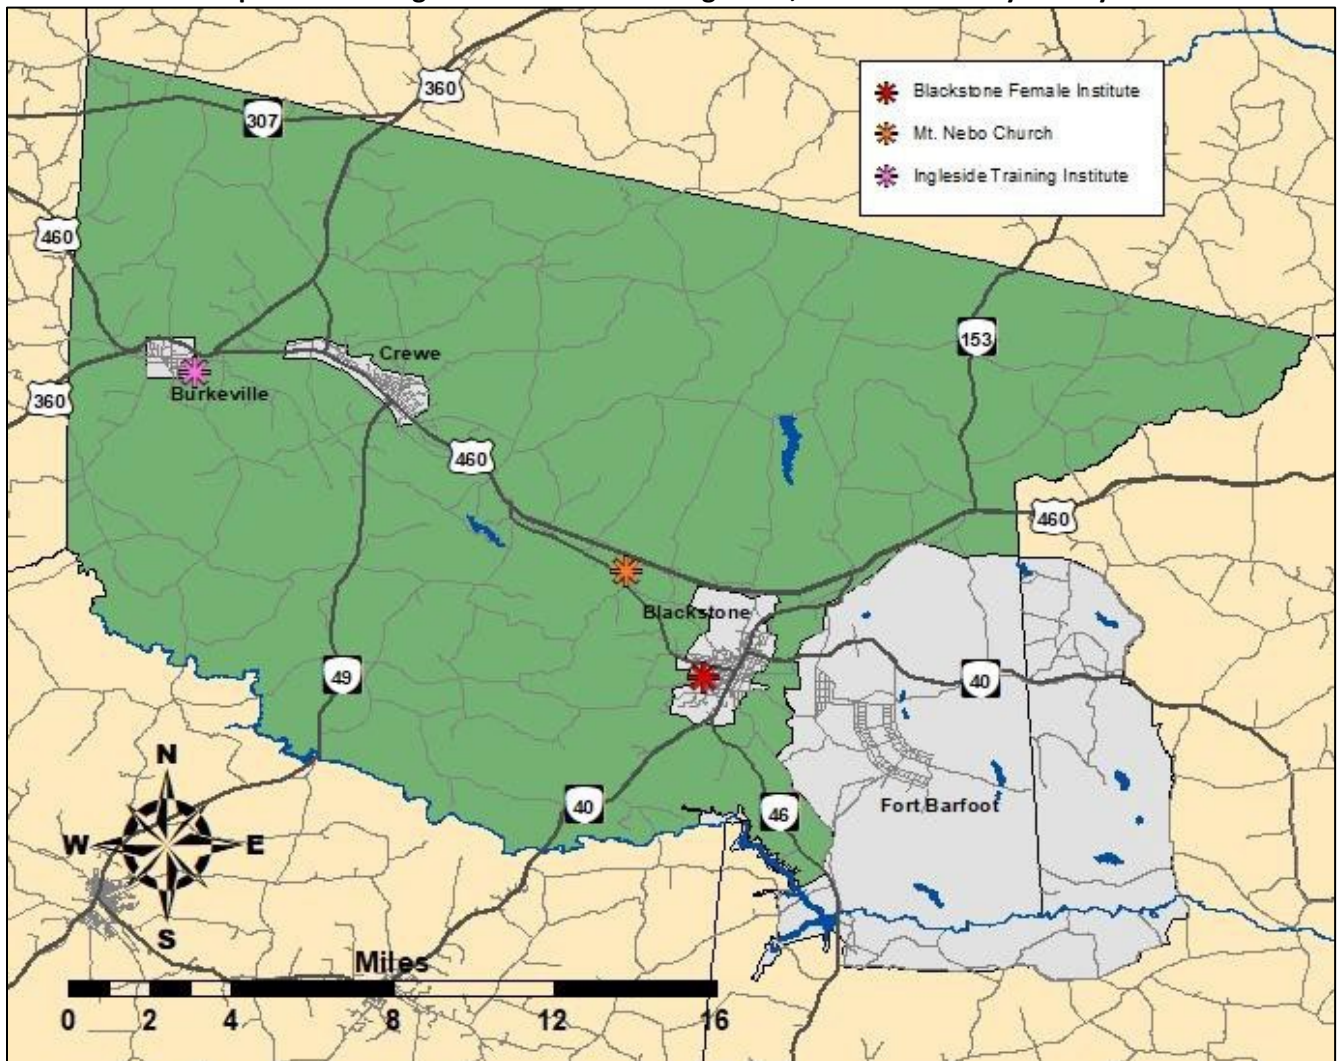 360
Blackstone Female Institute
307
Mt. Nebo Church
Ingleside Training Institute
460
153
Crewe
Burkeville
360
460
460
Blackstone
49
40
Fort Barfoot
40
46
N
W E
S
Miles
0 2 4 8 12 16